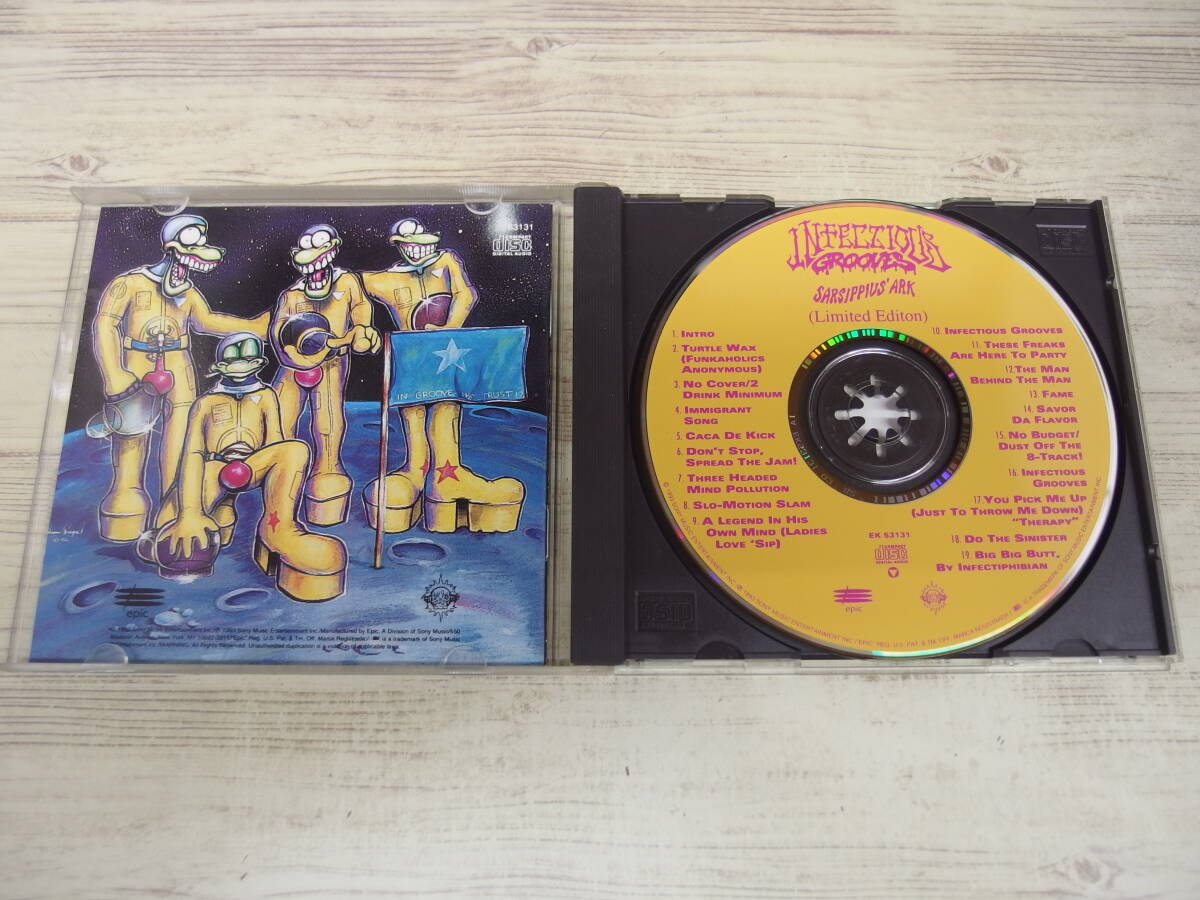 53131
COMPACT
disc
DIGITAL AUDIO
IN GROOVE WE TRUST
epic
INFECTIOUS
GROOVES
SARSIPPIUS' ARK
(Limited Editon)
1. INTRO
2. TURTLE WAX
(FUNKAHOLICS
ANONYMOUS)
3. NO COVER/2
DRINK MINIMUM
4. IMMIGRANT
SONG
5. CACA DE KICK
6. DON'T STOP,
SPREAD THE JAM!
7. THREE HEADED
MIND POLLUTION
8. SLO-MOTION SLAM
9. A LEGEND IN HIS
OWN MIND (LADIES
LOVE 'SIP)
10. INFECTIOUS GROOVES
11. THESE FREAKS
ARE HERE TO PARTY
12. THE MAN
BEHIND THE MAN
13. FAME
14. SAVOR
DA FLAVOR
15. NO BUDGET/
DUST OFF THE
8-TRACK!
16. INFECTIOUS
GROOVES
17. YOU PICK ME UP
(JUST TO THROW ME DOWN)
"THERAPY"
18. DO THE SINISTER
19. BIG BIG BUTT,
BY INFECTIPHIBIAN
EK 53131
COMPACT
disc
DIGITAL AUDIO
epic